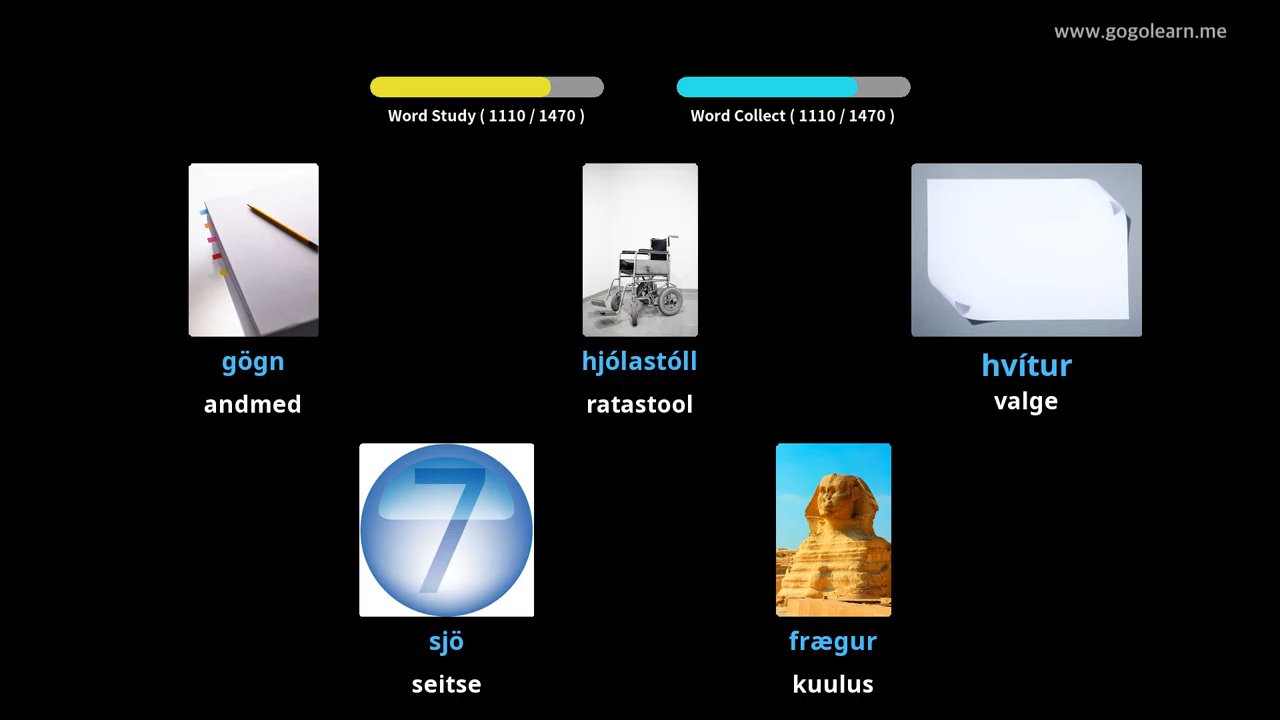 www.gogolearn.me
Word Study ( 1110 / 1470 )
Word Collect ( 1110 / 1470 )
gögn
andmed
hjólastóll
ratastool
hvítur
valge
7
sjö
seitse
frægur
kuulus